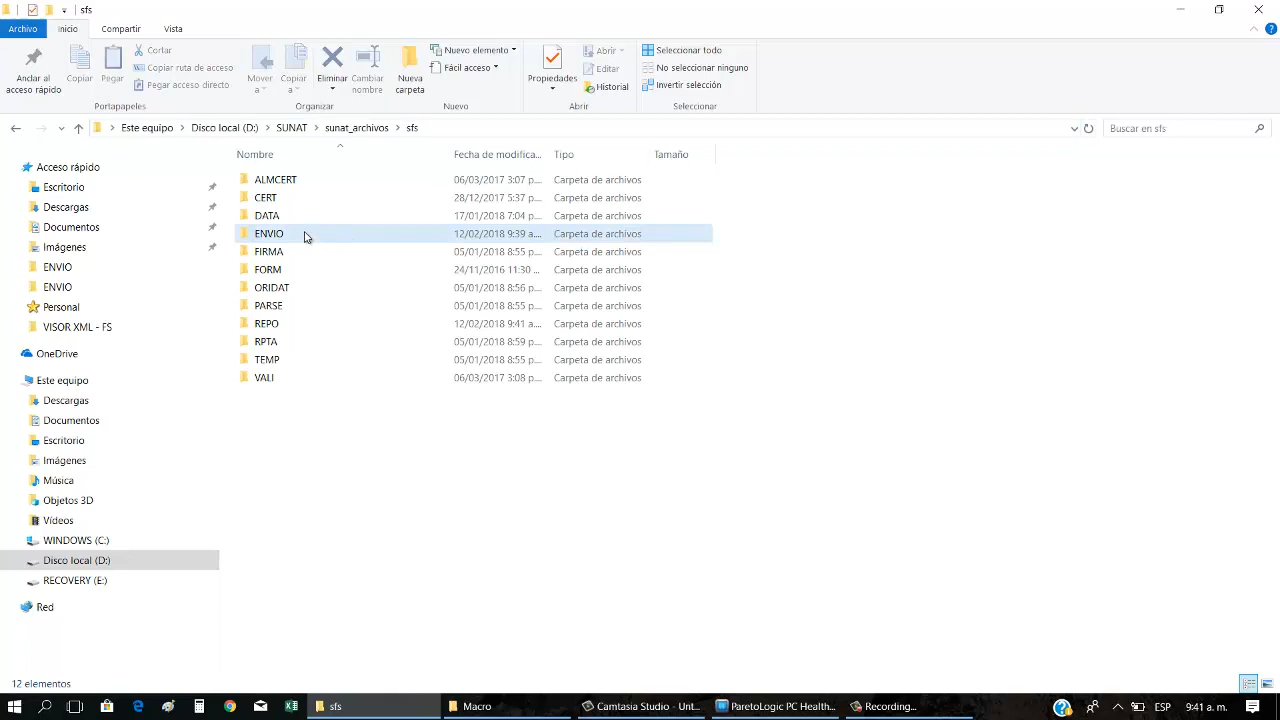 sfs
Archivo Inicio Compartir Vista
Andar al acceso rápido
Copiar
Pegar
Cortar
Copiar ruta de acceso
Pegar acceso directo
Portapapeles
Mover a
Copiar a
Eliminar
Cambiar nombre
Organizar
Nueva carpeta
Nuevo elemento
Fácil acceso
Nuevo
Propiedades
Abrir
Editar
Historial
Abrir
Seleccionar todo
No seleccionar ninguno
Invertir selección
Seleccionar
Este equipo > Disco local (D:) > SUNAT > sunat_archivos > sfs
Buscar en sfs
Nombre Fecha de modifica... Tipo Tamaño
ALMCERT 06/03/2017 3:07 p.... Carpeta de archivos
CERT 28/12/2017 5:37 p.... Carpeta de archivos
DATA 17/01/2018 7:04 p.... Carpeta de archivos
ENVIO 12/02/2018 9:39 a.... Carpeta de archivos
FIRMA 05/01/2018 8:55 p.... Carpeta de archivos
FORM 24/11/2016 11:30 ... Carpeta de archivos
ORIDAT 05/01/2018 8:56 p.... Carpeta de archivos
PARSE 05/01/2018 8:55 p.... Carpeta de archivos
REPO 12/02/2018 9:41 a.... Carpeta de archivos
RPTA 05/01/2018 8:59 p.... Carpeta de archivos
TEMP 05/01/2018 8:55 p.... Carpeta de archivos
VALI 06/03/2017 3:08 p.... Carpeta de archivos
Acceso rápido
Escritorio
Descargas
Documentos
Imágenes
ENVIO
ENVIO
Personal
VISOR XML - FS
OneDrive
Este equipo
Descargas
Documentos
Escritorio
Imágenes
Música
Objetos 3D
Vídeos
WINDOWS (C:)
Disco local (D:)
RECOVERY (E:)
Red
12 elementos
sfs
Macro
Camtasia Studio - Unt...
ParetoLogic PC Health...
Recording...
ESP
9:41 a. m.